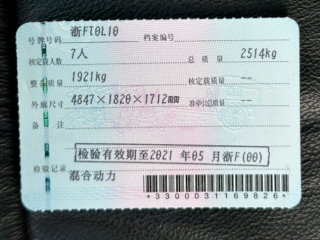 号牌号码 浙FT0L10 档案编号
核定载人数 7人 总质量 2514kg
整备质量 1921kg 核定载质量 --
外廓尺寸 4847×1820×1712mm 准牵引总质量 --
备注
检验有效期至2021年05月浙F(00)
检验记录 混合动力
*3300031169826*